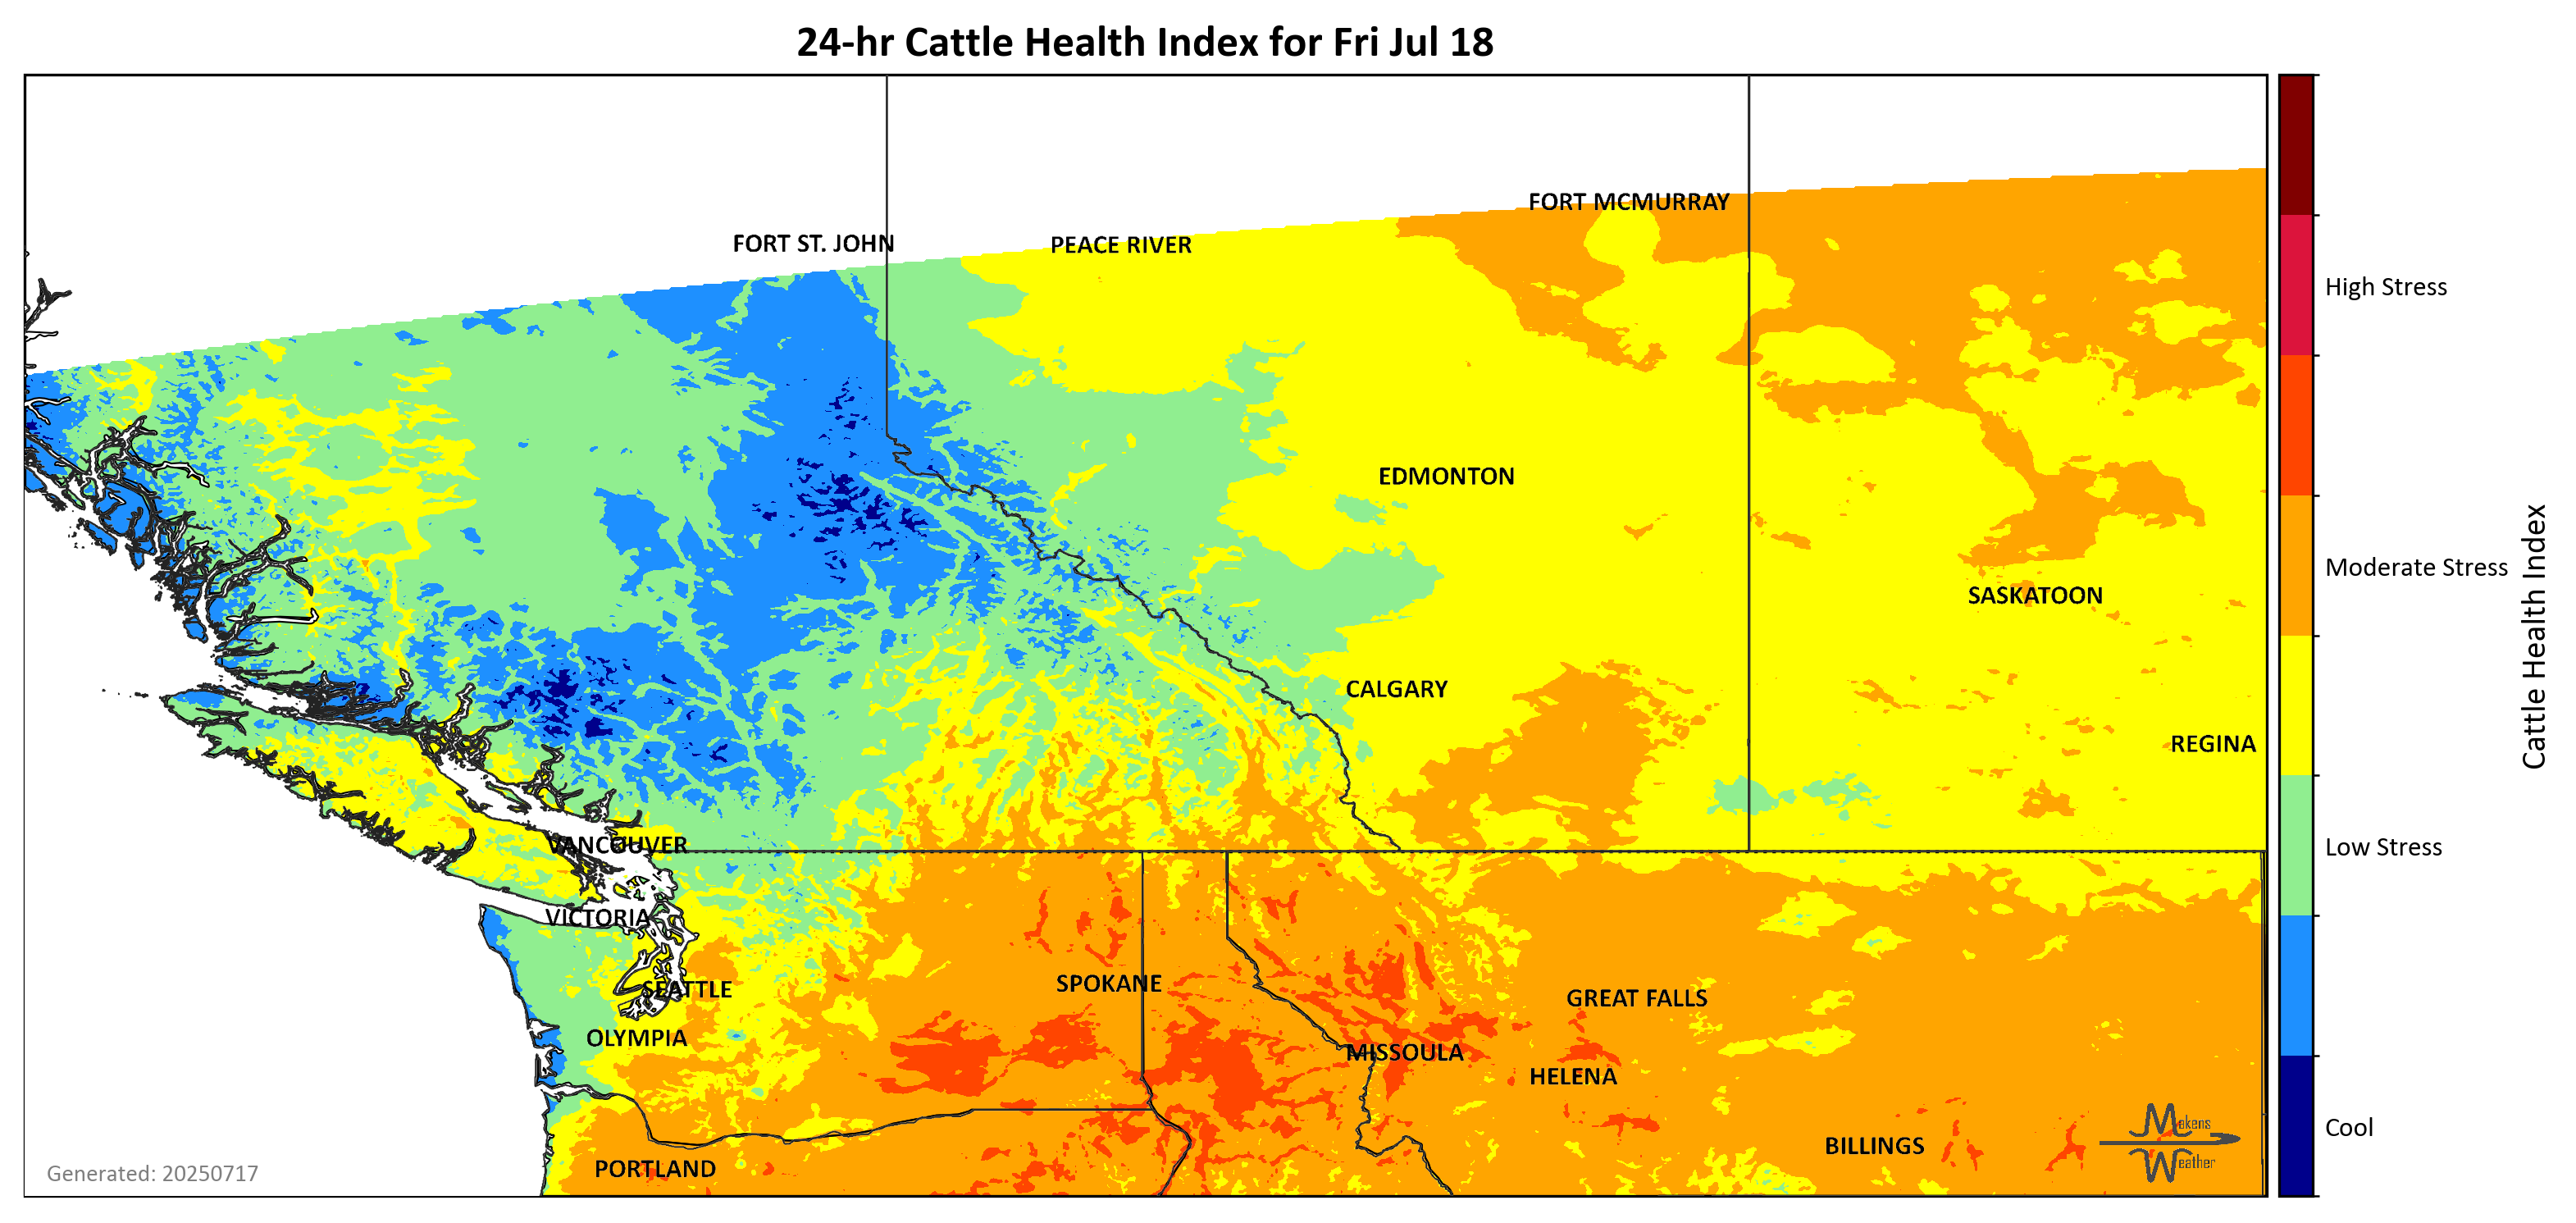 24-hr Cattle Health Index for Fri Jul 18
FORT MCMURRAY
FORT ST. JOHN
PEACE RIVER
High Stress
EDMONTON
Moderate Stress
SASKATOON
Cattle Health Index
CALGARY
REGINA
VANCOUVER
Low Stress
VICTORIA
SPOKANE
SEATTLE
GREAT FALLS
OLYMPIA
MISSOULA
HELENA
Makens
Weather
Cool
BILLINGS
PORTLAND
Generated: 20250717